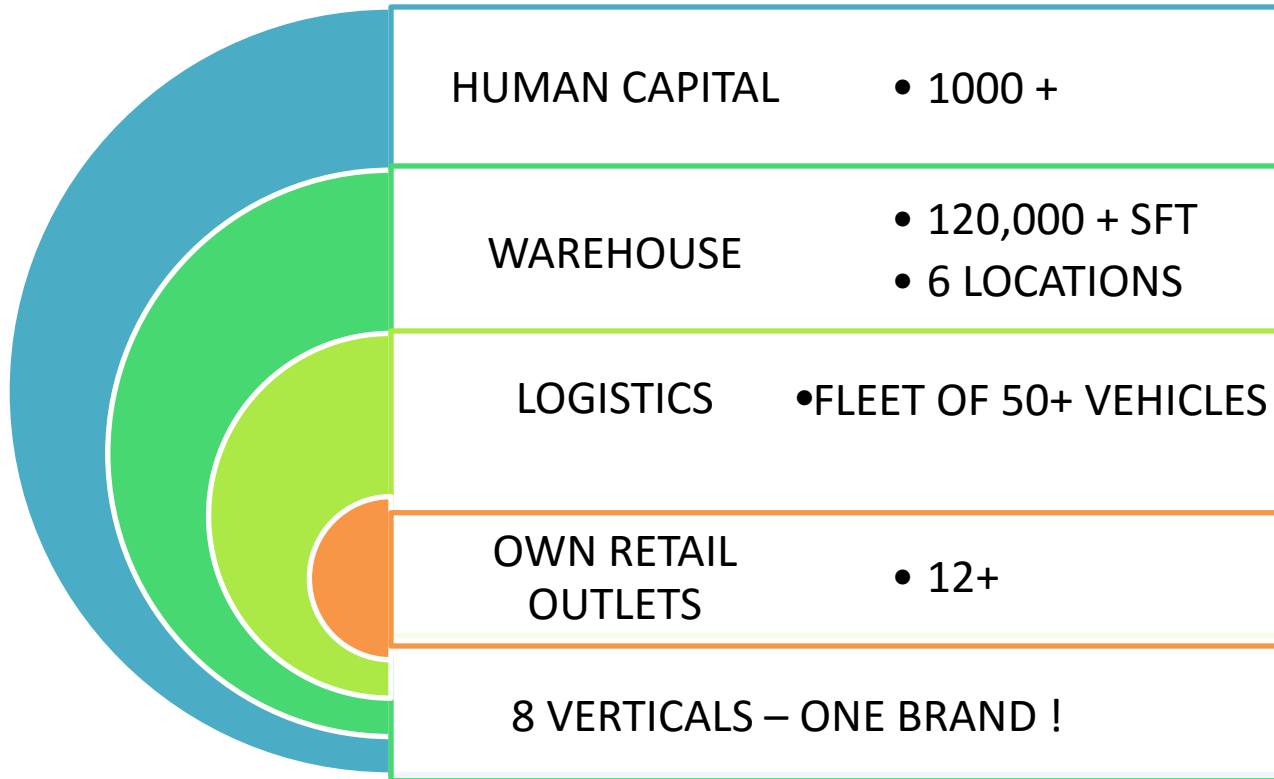 HUMAN CAPITAL
• 1000 +
WAREHOUSE
• 120,000 + SFT
• 6 LOCATIONS
LOGISTICS
•FLEET OF 50+ VEHICLES
OWN RETAIL
OUTLETS
• 12+
8 VERTICALS – ONE BRAND !